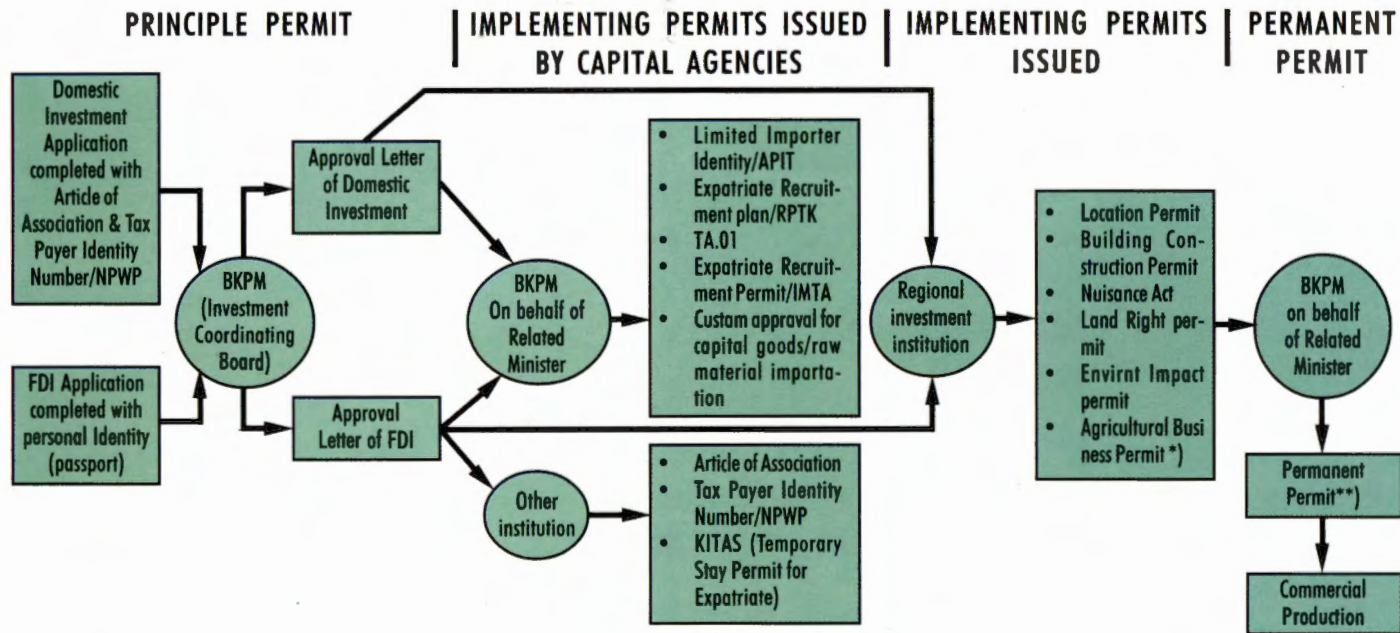 PRINCIPLE PERMIT
IMPLEMENTING PERMITS ISSUED
BY CAPITAL AGENCIES
IMPLEMENTING PERMITS
ISSUED
PERMANENT
PERMIT
Domestic
Investment
Application
completed with
Article of
Association & Tax
Payer Identity
Number/NPWP
FDI Application
completed with
personal Identity
(passport)
BKPM
(Investment
Coordinating
Board)
Approval Letter
of Domestic
Investment
Approval
Letter of FDI
BKPM
On behalf of
Related
Minister
Other
institution
• Limited Importer
Identity/APIT
• Expatriate Recruit-
ment plan/RPTK
• TA.01
• Expatriate Recruit-
ment Permit/IMTA
• Custam approval for
capital goods/raw
material importa-
tion
• Article of Association
• Tax Payer Identity
Number/NPWP
• KITAS (Temporary
Stay Permit for
Expatriate)
Regional
investment
institution
• Location Permit
• Building Con-
struction Permit
• Nuisance Act
• Land Right per-
mit
• Envirnt Impact
permit
• Agricultural Busi
ness Permit *)
BKPM
on behalf
of Related
Minister
Permanent
Permit**)
Commercial
Production